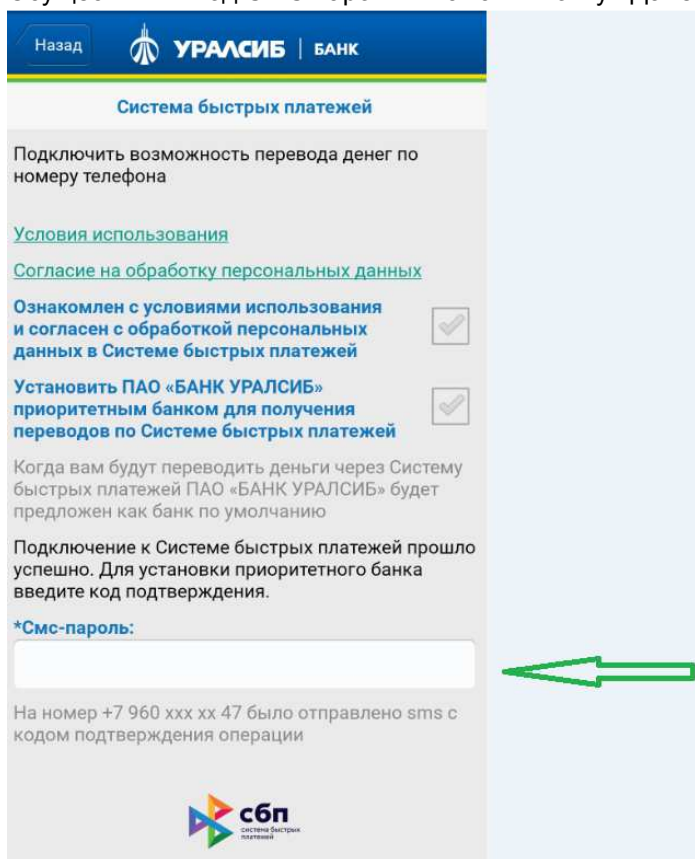 Назад
УРАЛСИБ | БАНК
Система быстрых платежей
Подключить возможность перевода денег по
номеру телефона
Условия использования
Согласие на обработку персональных данных
Ознакомлен с условиями использования
и согласен с обработкой персональных
данных в Системе быстрых платежей
Установить ПАО «БАНК УРАЛСИБ»
приоритетным банком для получения
переводов по Системе быстрых платежей
Когда вам будут переводить деньги через Систему
быстрых платежей ПАО «БАНК УРАЛСИБ» будет
предложен как банк по умолчанию
Подключение к Системе быстрых платежей прошло
успешно. Для установки приоритетного банка
введите код подтверждения.
*Смс-пароль:
На номер +7 960 xxx xx 47 было отправлено sms с
кодом подтверждения операции
сбп
система быстрых
платежей